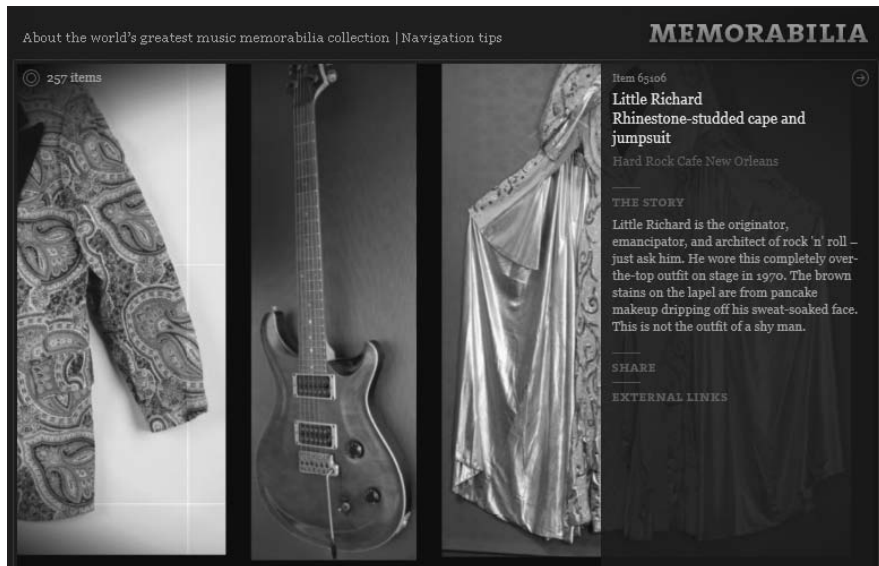 About the world's greatest music memorabilia collection | Navigation tips
MEMORABILIA
257 items
Item 65106
Little Richard
Rhinestone-studded cape and
jumpsuit
Hard Rock Cafe New Orleans
THE STORY
Little Richard is the originator,
emancipator, and architect of rock 'n' roll –
just ask him. He wore this completely over-
the-top outfit on stage in 1970. The brown
stains on the lapel are from pancake
makeup dripping off his sweat-soaked face.
This is not the outfit of a shy man.
SHARE
EXTERNAL LINKS